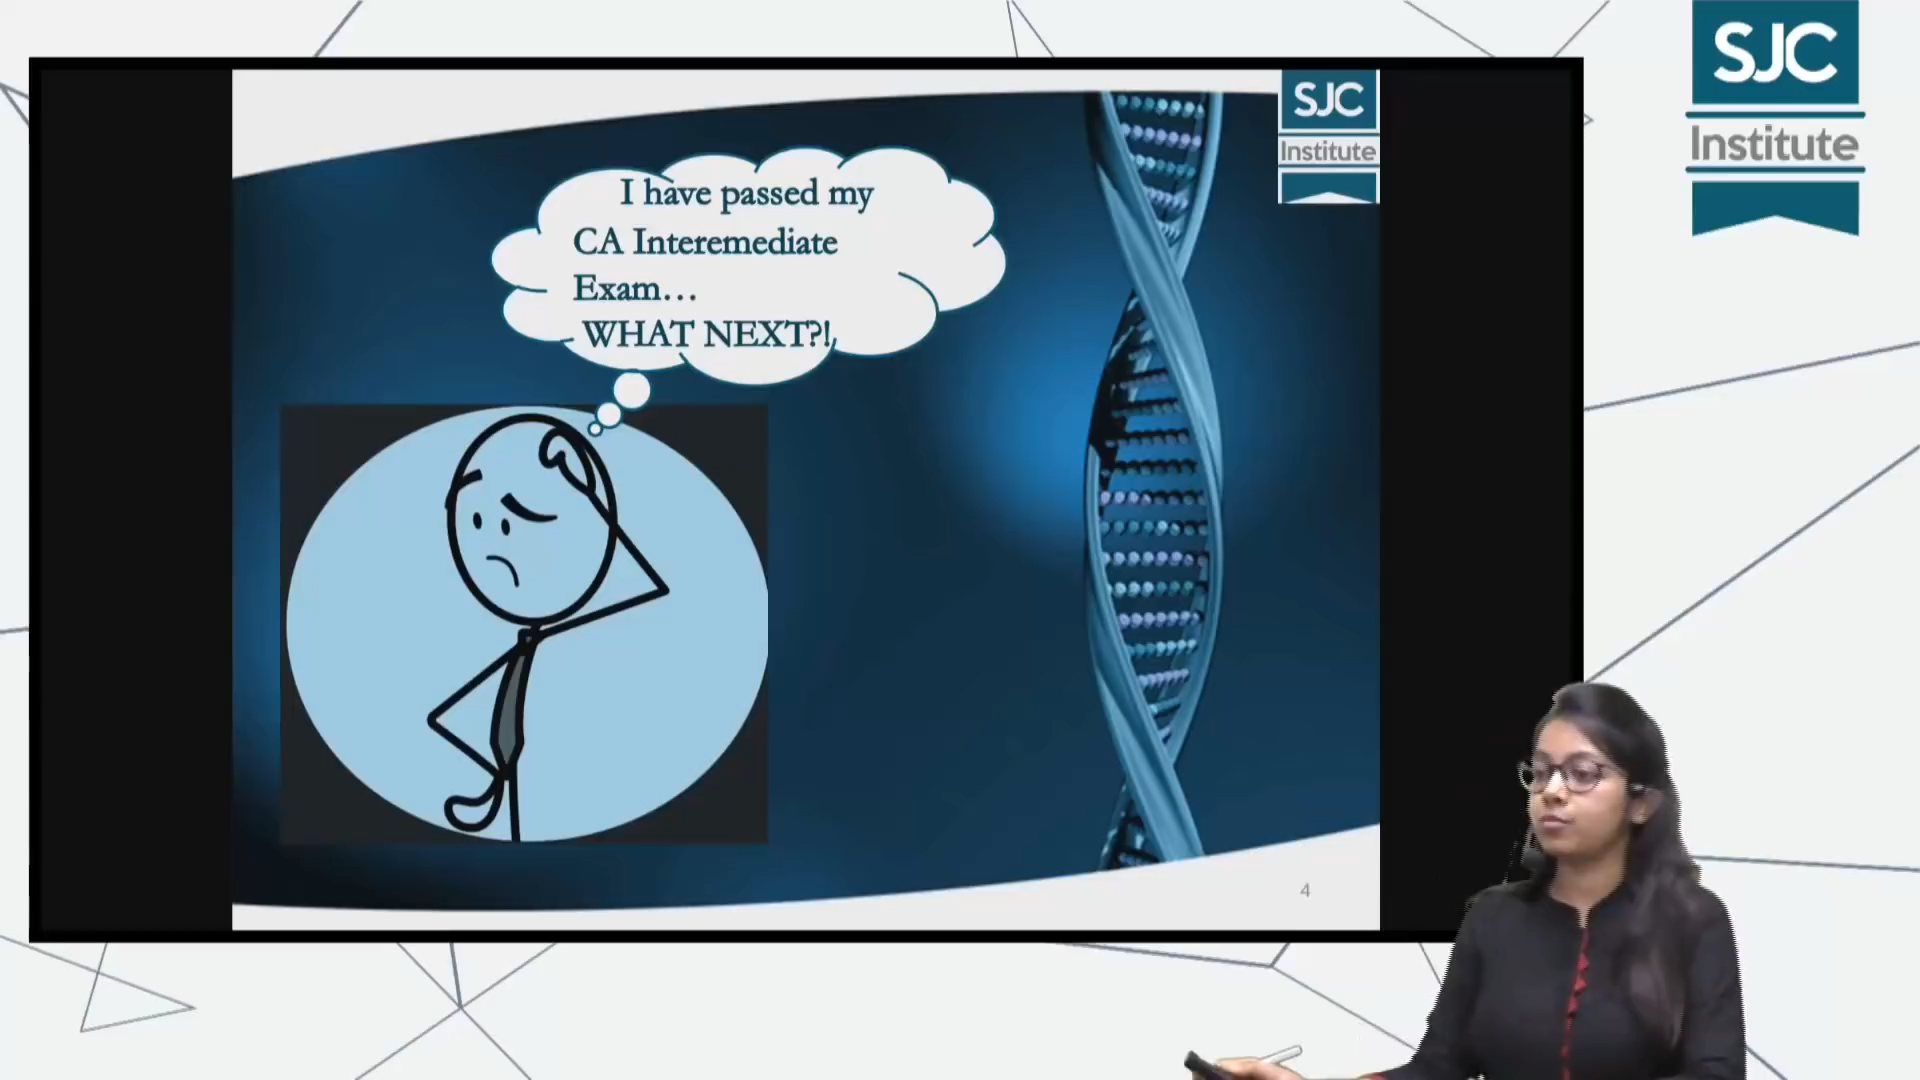 SJC
Institute
SJC
Institute
I have passed my
CA Interemediate
Exam…
WHAT NEXT?!
4